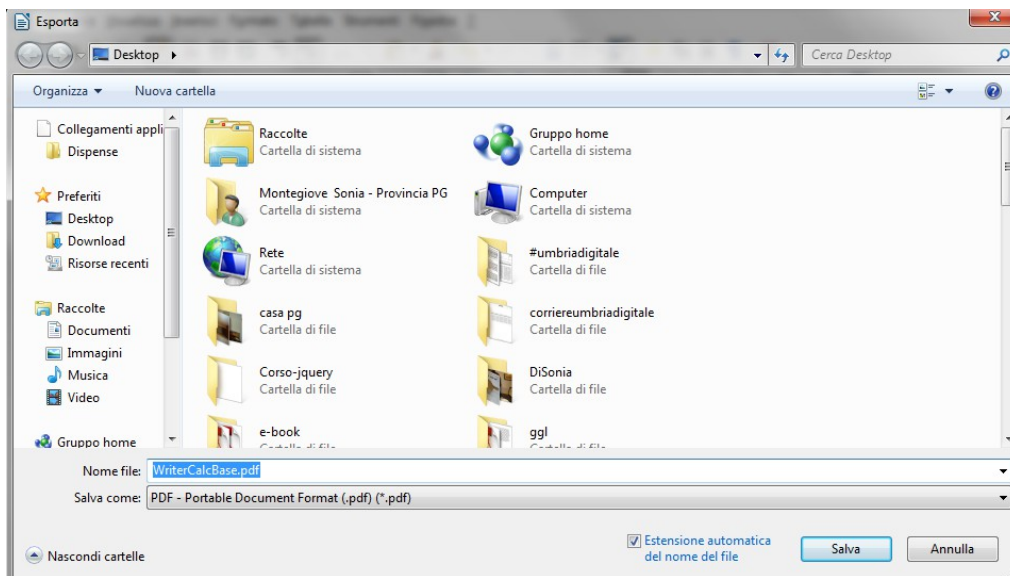 Esporta
Desktop
Cerca Desktop
Organizza
Nuova cartella
Collegamenti appli
Dispense
Preferiti
Desktop
Download
Risorse recenti
Raccolte
Documenti
Immagini
Musica
Video
Gruppo home
Raccolte
Cartella di sistema
Gruppo home
Cartella di sistema
Montegiove Sonia - Provincia PG
Cartella di sistema
Computer
Cartella di sistema
Rete
Cartella di sistema
#umbriadigitale
Cartella di file
casa pg
Cartella di file
corriereumbriadigitale
Cartella di file
Corso-jquery
Cartella di file
DiSonia
Cartella di file
e-book
ggl
Nome file: WriterCalcBase.pdf
Salva come: PDF - Portable Document Format (.pdf) (*.pdf)
Nascondi cartelle
Estensione automatica
del nome del file
Salva
Annulla